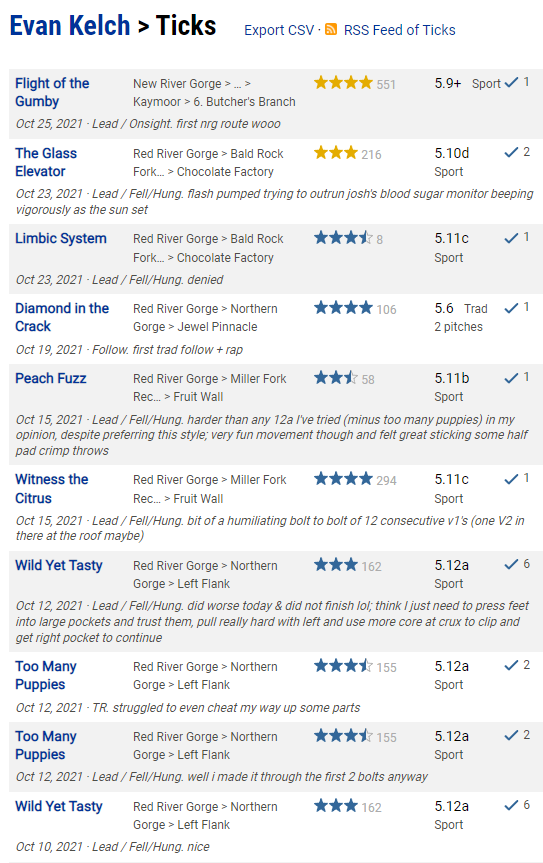 Evan Kelch > Ticks
Export CSV · RSS Feed of Ticks
Flight of the
Gumby
New River Gorge > ... >
Kaymoor > 6. Butcher's Branch
551
5.9+ Sport
1
Oct 25, 2021 · Lead / Onsight. first nrg route wooo
The Glass
Elevator
Red River Gorge > Bald Rock
Fork... > Chocolate Factory
216
5.10d
Sport
2
Oct 23, 2021 · Lead / Fell/Hung. flash pumped trying to outrun josh's blood sugar monitor beeping
vigorously as the sun set
Limbic System
Red River Gorge > Bald Rock
Fork... > Chocolate Factory
8
5.11c
Sport
1
Oct 23, 2021 · Lead / Fell/Hung. denied
Diamond in the
Crack
Red River Gorge > Northern
Gorge > Jewel Pinnacle
106
5.6 Trad
2 pitches
1
Oct 19, 2021 · Follow. first trad follow + rap
Peach Fuzz
Red River Gorge > Miller Fork
Rec... > Fruit Wall
58
5.11b
Sport
1
Oct 15, 2021 · Lead / Fell/Hung. harder than any 12a I've tried (minus too many puppies) in my
opinion, despite preferring this style; very fun movement though and felt great sticking some half
pad crimp throws
Witness the
Citrus
Red River Gorge > Miller Fork
Rec... > Fruit Wall
294
5.11c
Sport
1
Oct 15, 2021 · Lead / Fell/Hung. bit of a humiliating bolt to bolt of 12 consecutive v1's (one V2 in
there at the roof maybe)
Wild Yet Tasty
Red River Gorge > Northern
Gorge > Left Flank
162
5.12a
Sport
6
Oct 12, 2021 · Lead / Fell/Hung. did worse today & did not finish lol; think I just need to press feet
into large pockets and trust them, pull really hard with left and use more core at crux to clip and
get right pocket to continue
Too Many
Puppies
Red River Gorge > Northern
Gorge > Left Flank
155
5.12a
Sport
2
Oct 12, 2021 · TR. struggled to even cheat my way up some parts
Too Many
Puppies
Red River Gorge > Northern
Gorge > Left Flank
155
5.12a
Sport
2
Oct 12, 2021 · Lead / Fell/Hung. well i made it through the first 2 bolts anyway
Wild Yet Tasty
Red River Gorge > Northern
Gorge > Left Flank
162
5.12a
Sport
6
Oct 10, 2021 · Lead / Fell/Hung. nice